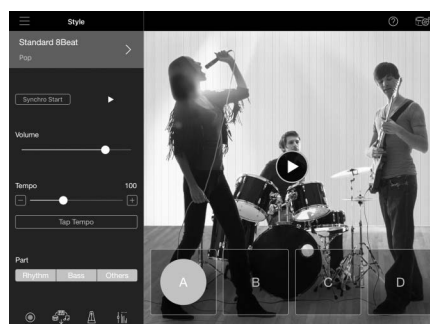 Style
Standard 8Beat
Pop
Synchro Start
Volume
Tempo 100
Tap Tempo
Part
Rhythm Bass Others
A B C D